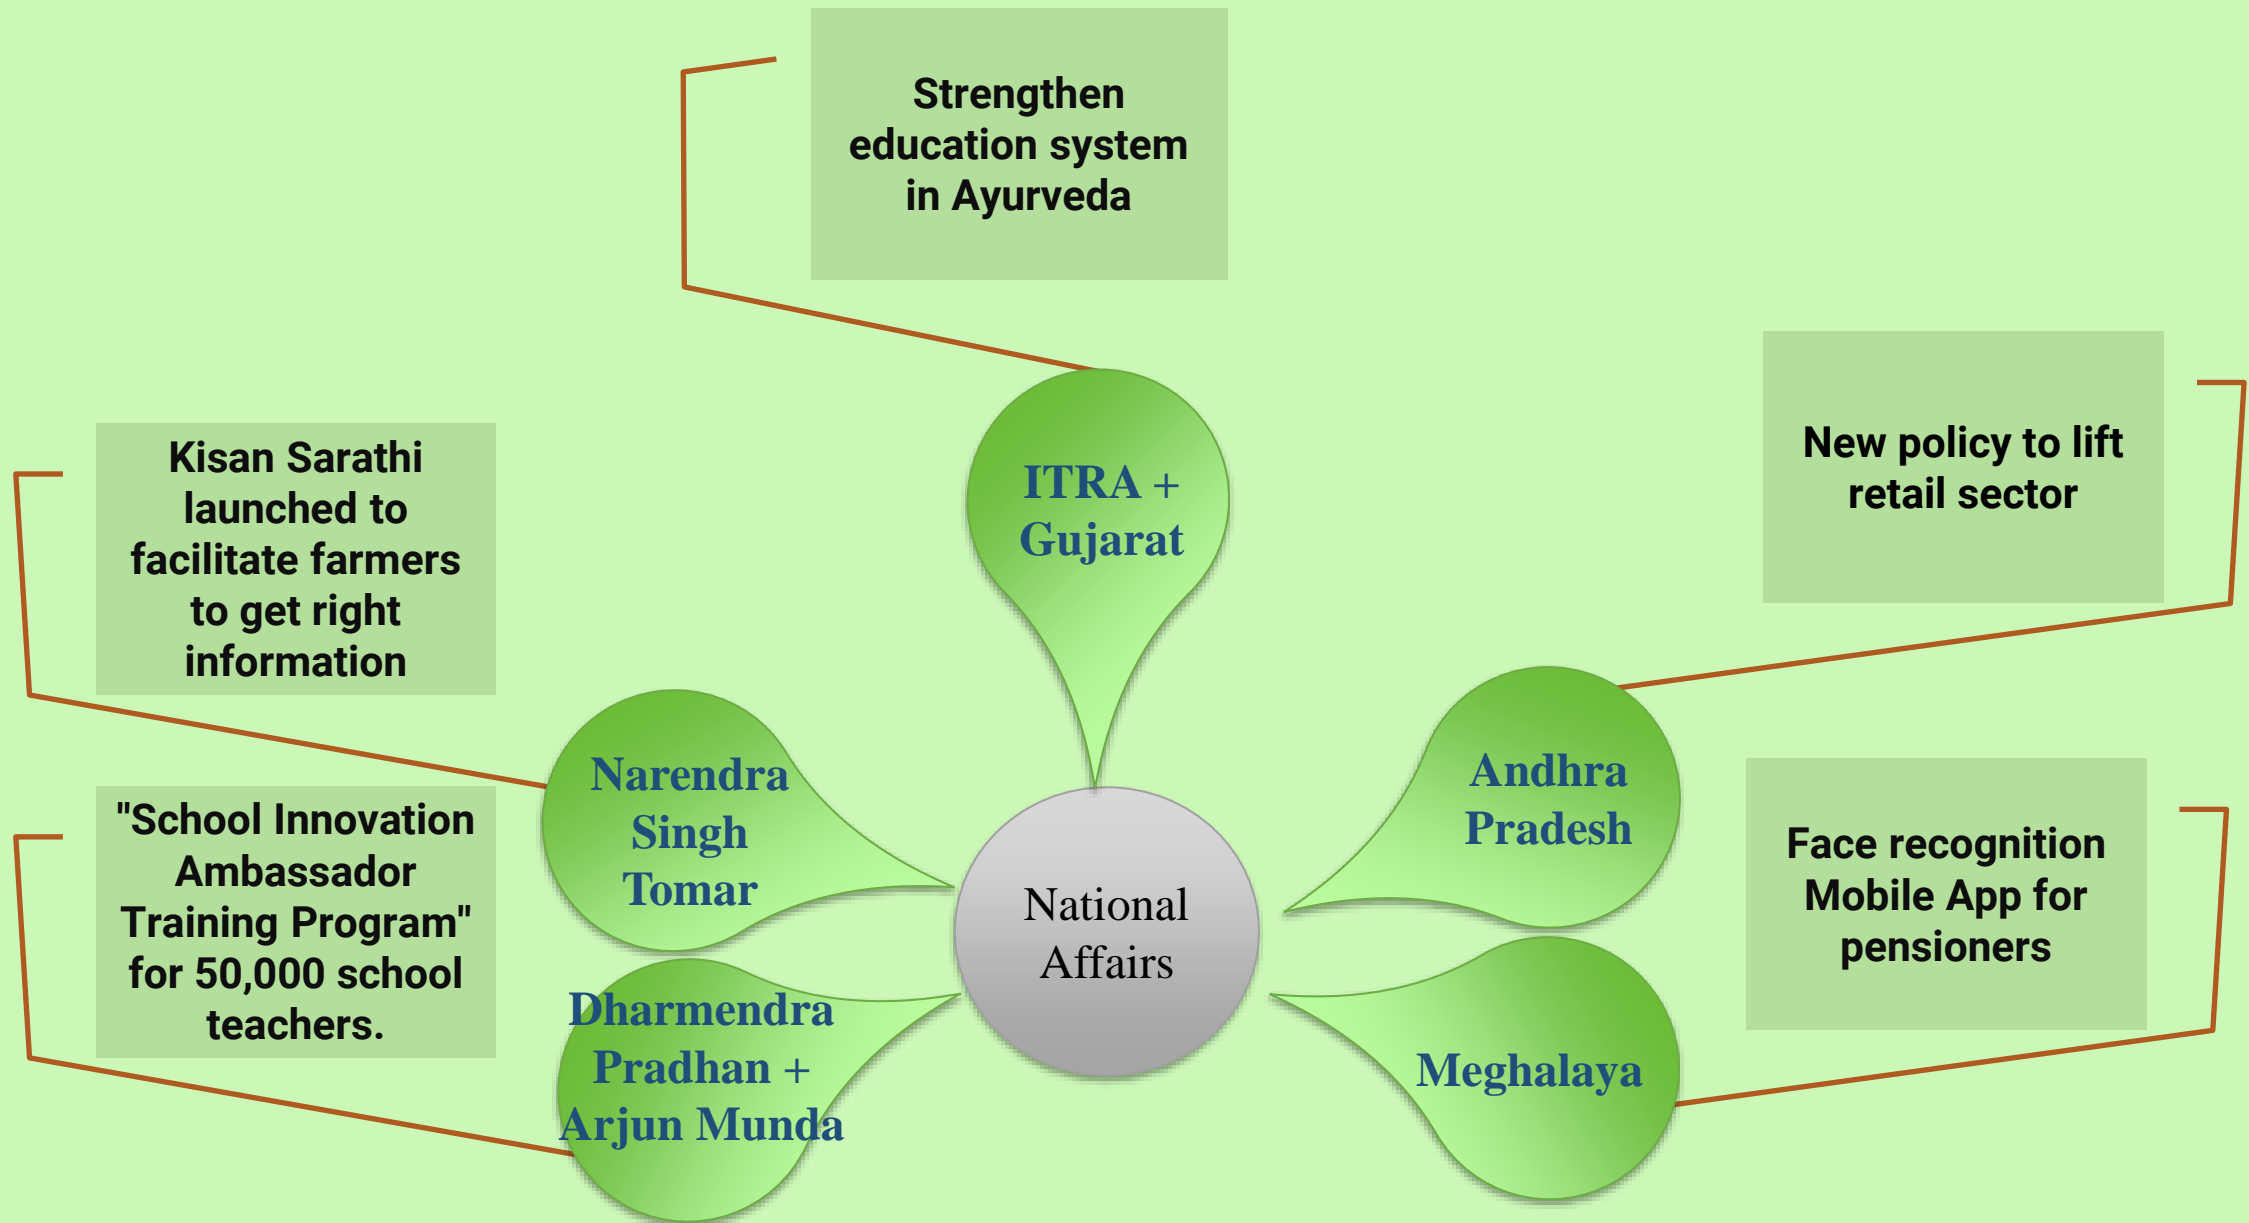 Strengthen
education system
in Ayurveda
ITRA +
Gujarat
New policy to lift
retail sector
Kisan Sarathi
launched to
facilitate farmers
to get right
information
Narendra
Singh
Tomar
Andhra
Pradesh
"School Innovation
Ambassador
Training Program"
for 50,000 school
teachers.
Dharmendra
Pradhan +
Arjun Munda
National
Affairs
Face recognition
Mobile App for
pensioners
Meghalaya